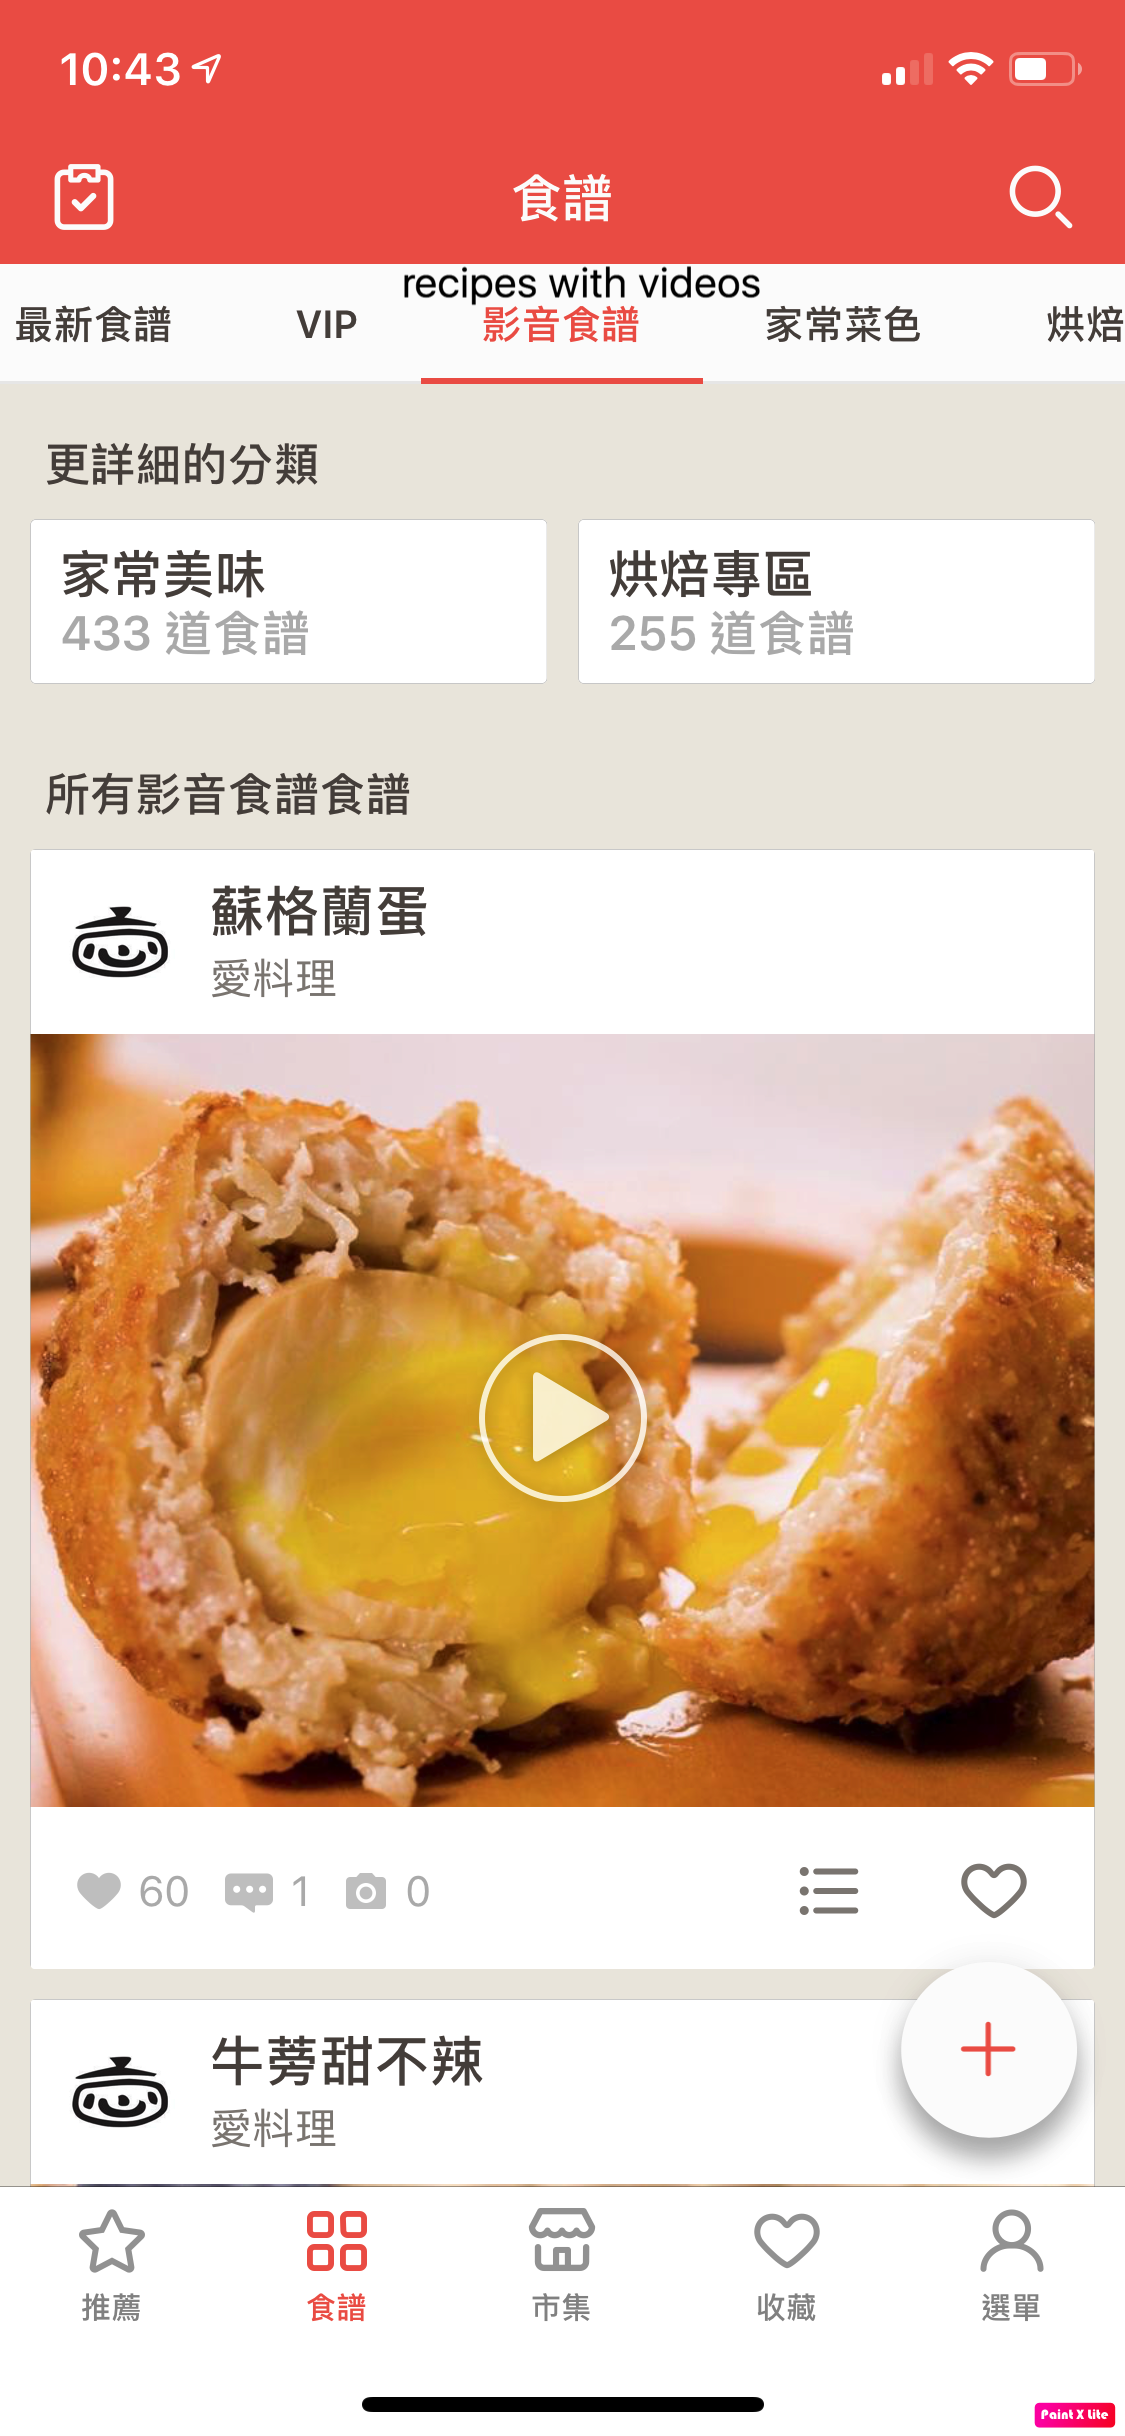 10:43
食譜
recipes with videos
最新食譜 VIP 影音食譜 家常菜色 烘焙
更詳細的分類
家常美味 烘焙專區
433 道食譜 255 道食譜
所有影音食譜食譜
蘇格蘭蛋
愛料理
60 1 0
牛蒡甜不辣
愛料理
推薦 食譜 市集 收藏 選單
Paint X Lite